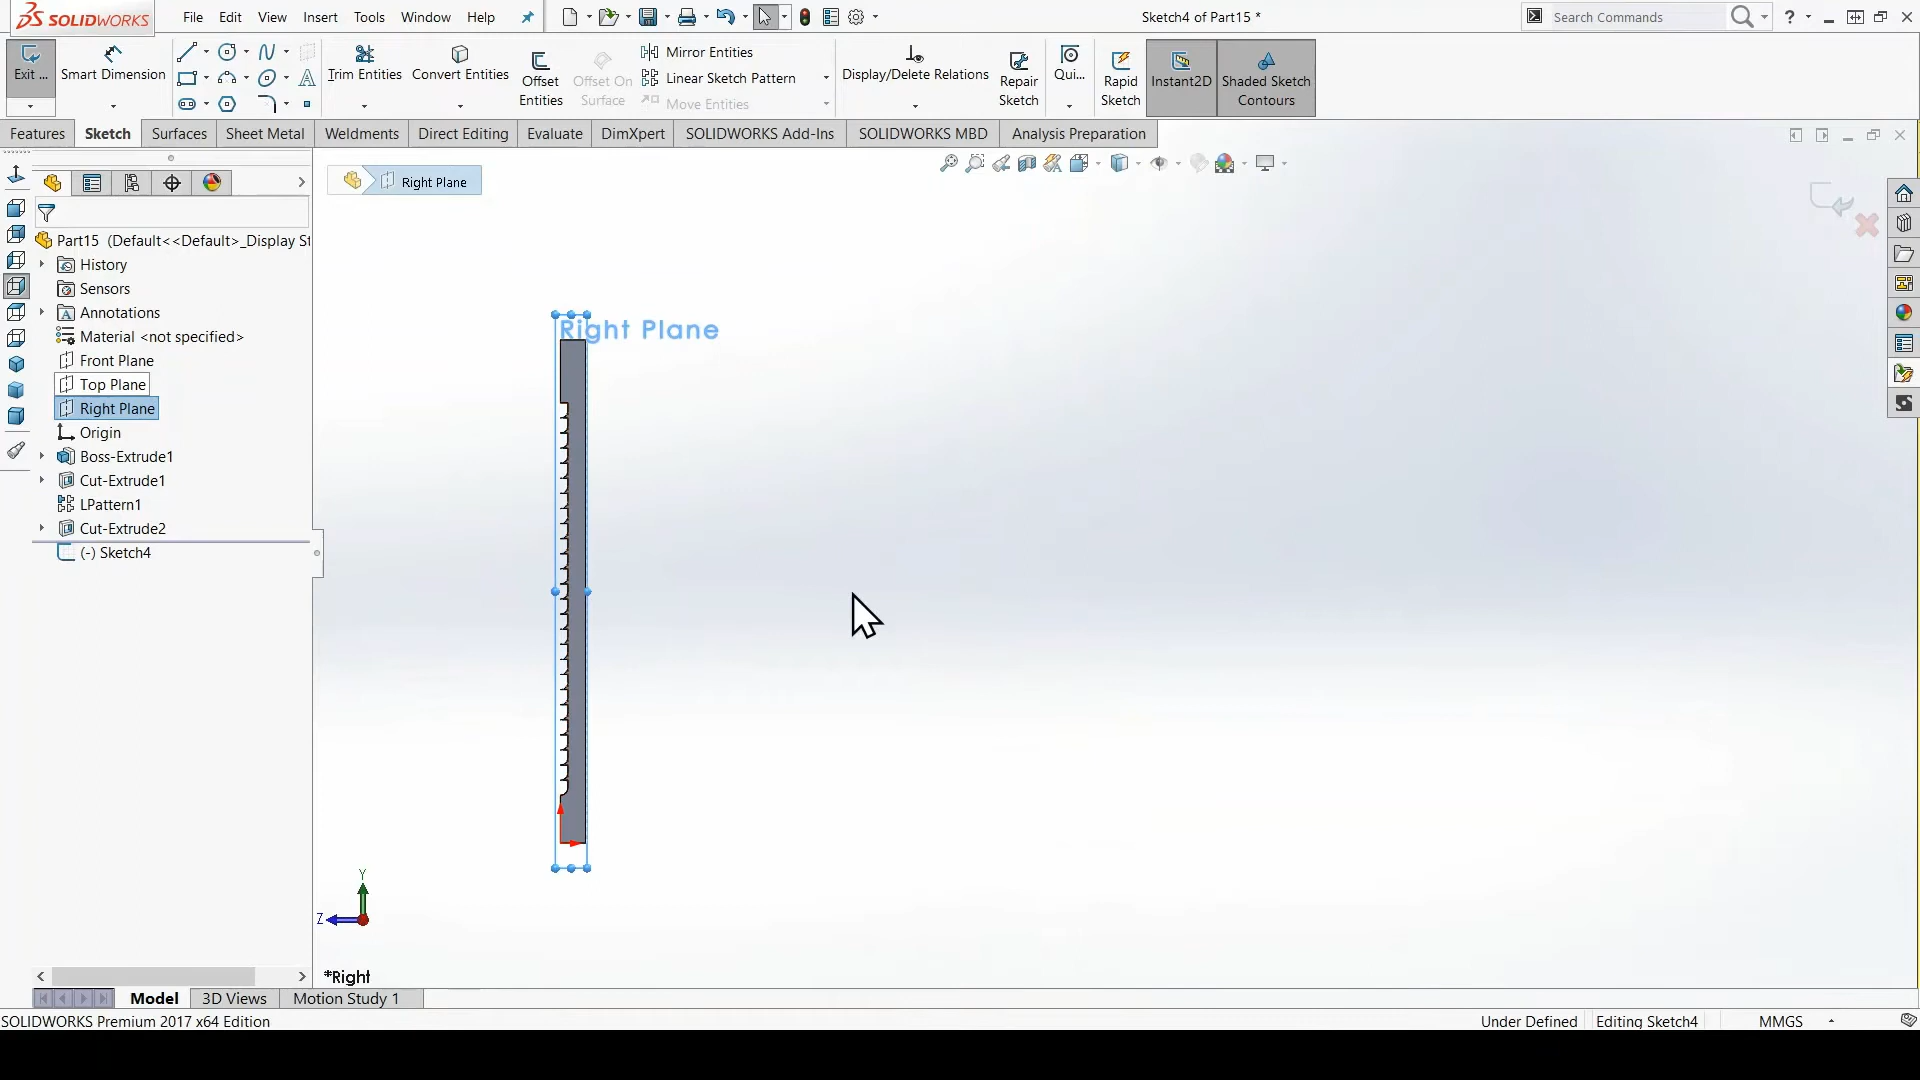 SOLIDWORKS
File Edit View Insert Tools Window Help
Sketch4 of Part15 *
Search Commands
Exit ...
Smart Dimension
Trim Entities
Convert Entities
Offset Entities
Offset On Surface
Mirror Entities
Linear Sketch Pattern
Move Entities
Display/Delete Relations
Repair Sketch
Qui...
Rapid Sketch
Instant2D
Shaded Sketch Contours
Features Sketch Surfaces Sheet Metal Weldments Direct Editing Evaluate DimXpert SOLIDWORKS Add-Ins SOLIDWORKS MBD Analysis Preparation
Right Plane
Part15 (Default<<Default>_Display St
History
Sensors
Annotations
Material <not specified>
Front Plane
Top Plane
Right Plane
Origin
Boss-Extrude1
Cut-Extrude1
LPattern1
Cut-Extrude2
(-) Sketch4
Right Plane
Y
Z
*Right
Model 3D Views Motion Study 1
SOLIDWORKS Premium 2017 x64 Edition
Under Defined Editing Sketch4 MMGS